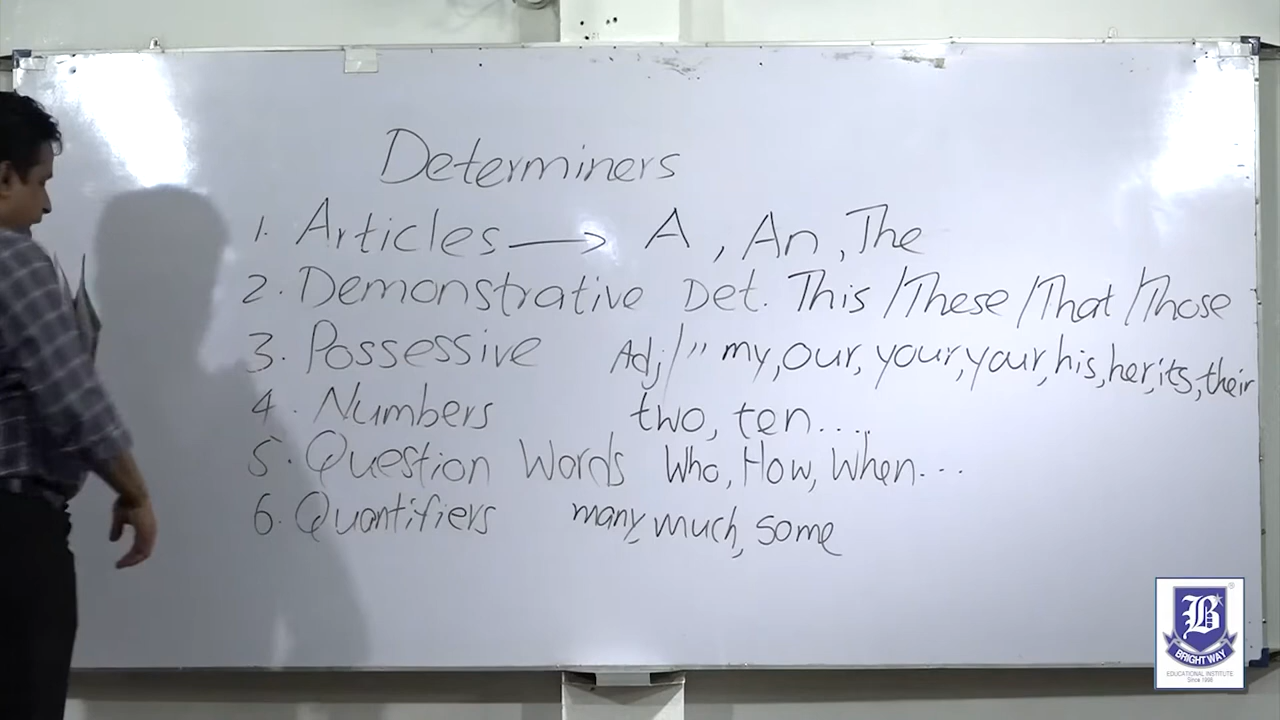 Determiners
1. Articles → A, An, The
2. Demonstrative Det. This / These / That / Those
3. Possessive Adj / " my, our, your, your, his, her, its, their
4. Numbers two, ten....
5. Question Words Who, How, When...
6. Quantifiers many, much, some
B
BRIGHT WAY
EDUCATIONAL INSTITUTE
Since 1998